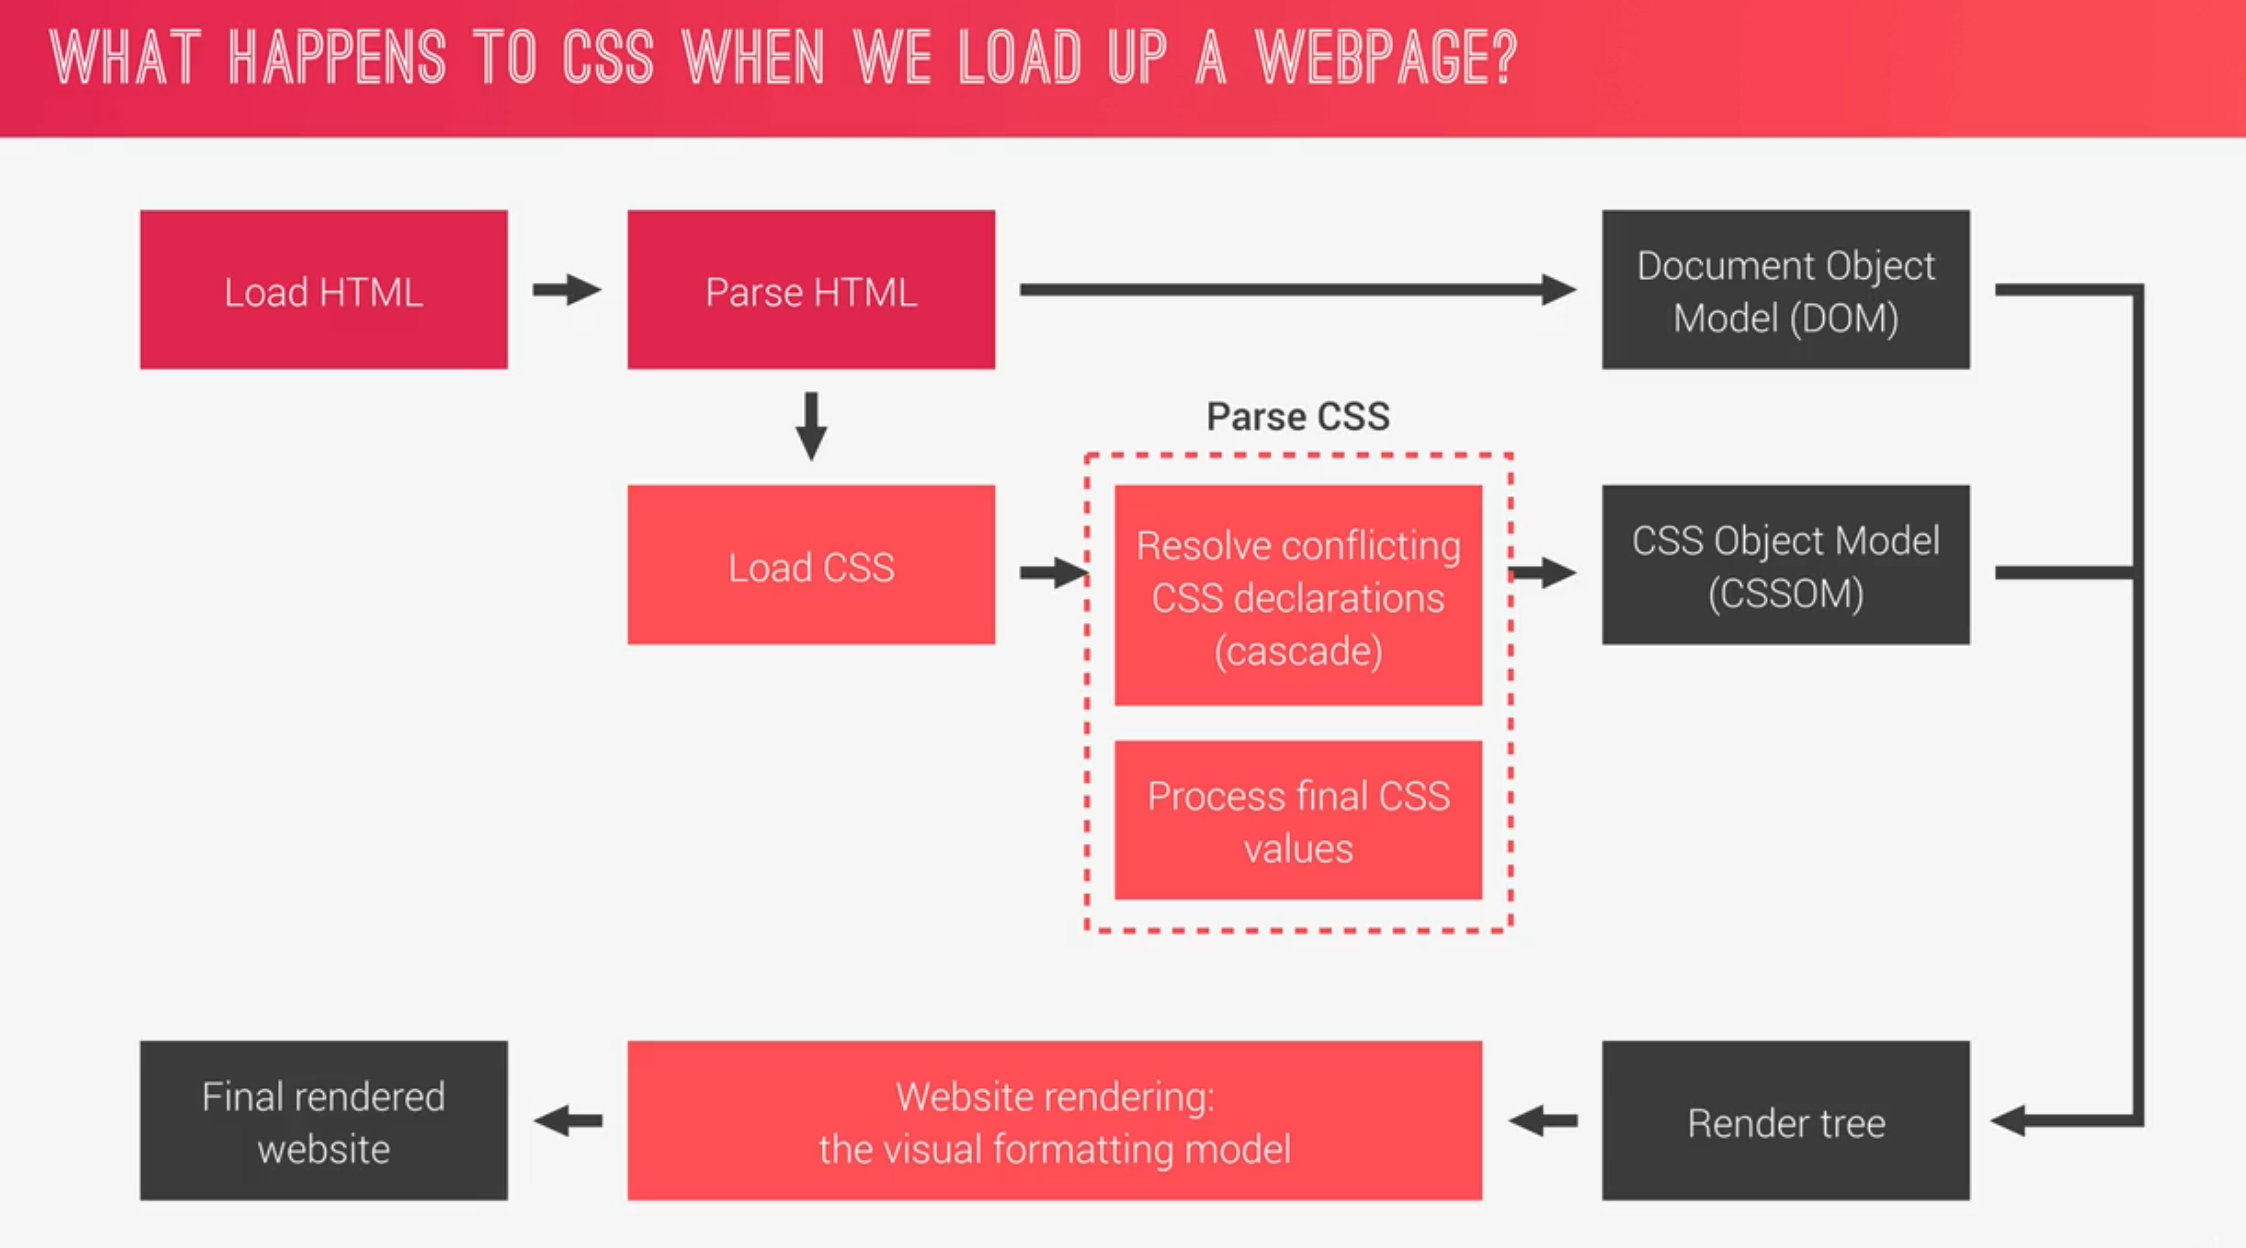 WHAT HAPPENS TO CSS WHEN WE LOAD UP A WEBPAGE?
Load HTML
Parse HTML
Document Object
Model (DOM)
Parse CSS
Load CSS
Resolve conflicting
CSS declarations
(cascade)
CSS Object Model
(CSSOM)
Process final CSS
values
Final rendered
website
Website rendering:
the visual formatting model
Render tree